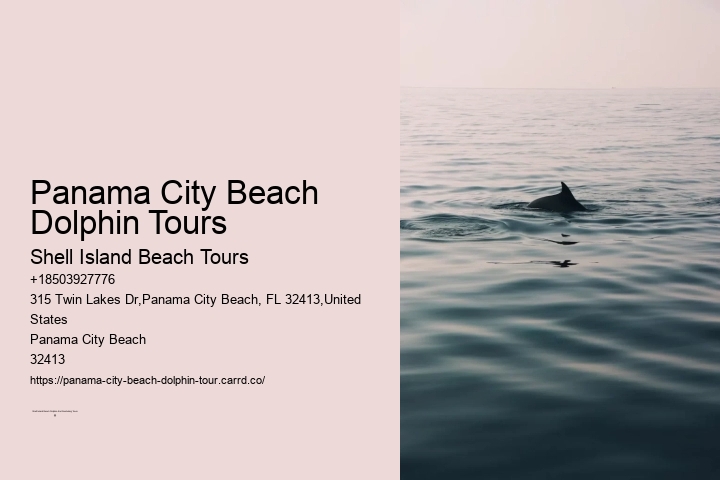 Panama City Beach
Dolphin Tours
Shell Island Beach Tours
+18503927776
315 Twin Lakes Dr,Panama City Beach, FL 32413,United
States
Panama City Beach
32413
https://panama-city-beach-dolphin-tour.carrd.co/